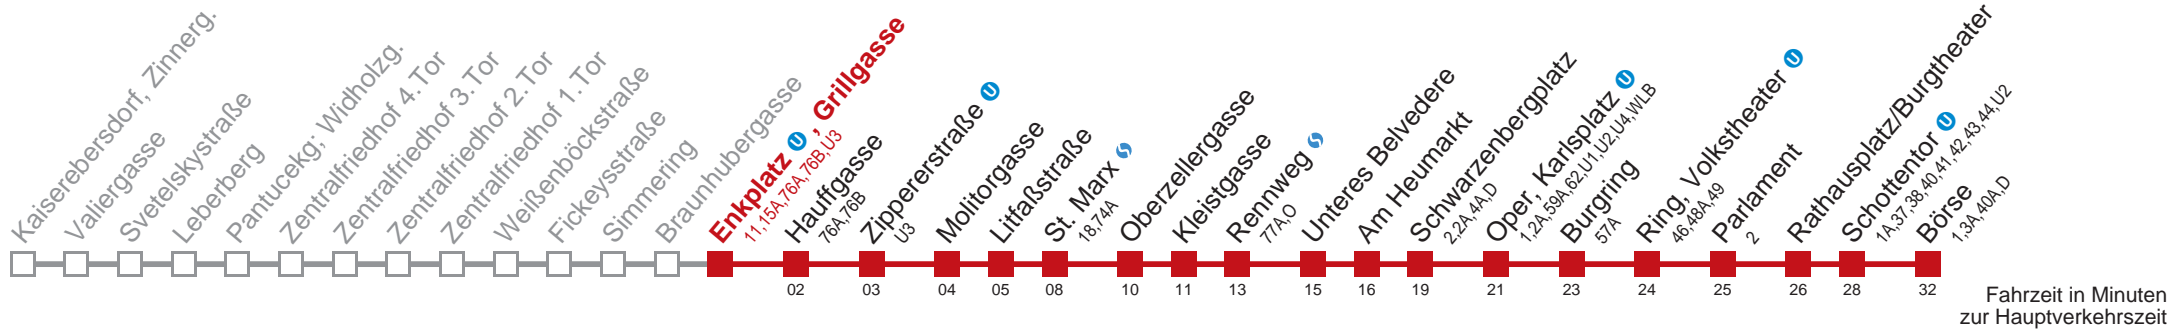 Kaiserebersdorf, Zinnerg.
Valiergasse
Svetelskystraße
Leberberg
Pantucekg; Widholzg.
Zentralfriedhof 4. Tor
Zentralfriedhof 3. Tor
Zentralfriedhof 2. Tor
Zentralfriedhof 1. Tor
Weißenböckstraße
Fickeysstraße
Simmering
Braunhubergasse
Enkplatz U , Grillgasse
11,15A,76A,76B,U3
Hauffgasse
76A,76B
02
Zippererstraße U
U3
03
Molitorgasse
04
Litfaßstraße
05
St. Marx S
18,74A
08
Oberzellergasse
10
Kleistgasse
11
Rennweg S
77A,O
13
Unteres Belvedere
15
Am Heumarkt
16
Schwarzenbergplatz
2,2A,4A,D
19
Oper, Karlsplatz U
1,2A,59A,62,U1,U2,U4,WLB
21
Burgring
57A
23
Ring, Volkstheater U
46,48A,49
24
Parlament
2
25
Rathausplatz/Burgtheater
26
Schottentor U
1A,37,38,40,41,42,43,44,U2
28
Börse
1,3A,40A,D
32
Fahrzeit in Minuten
zur Hauptverkehrszeit